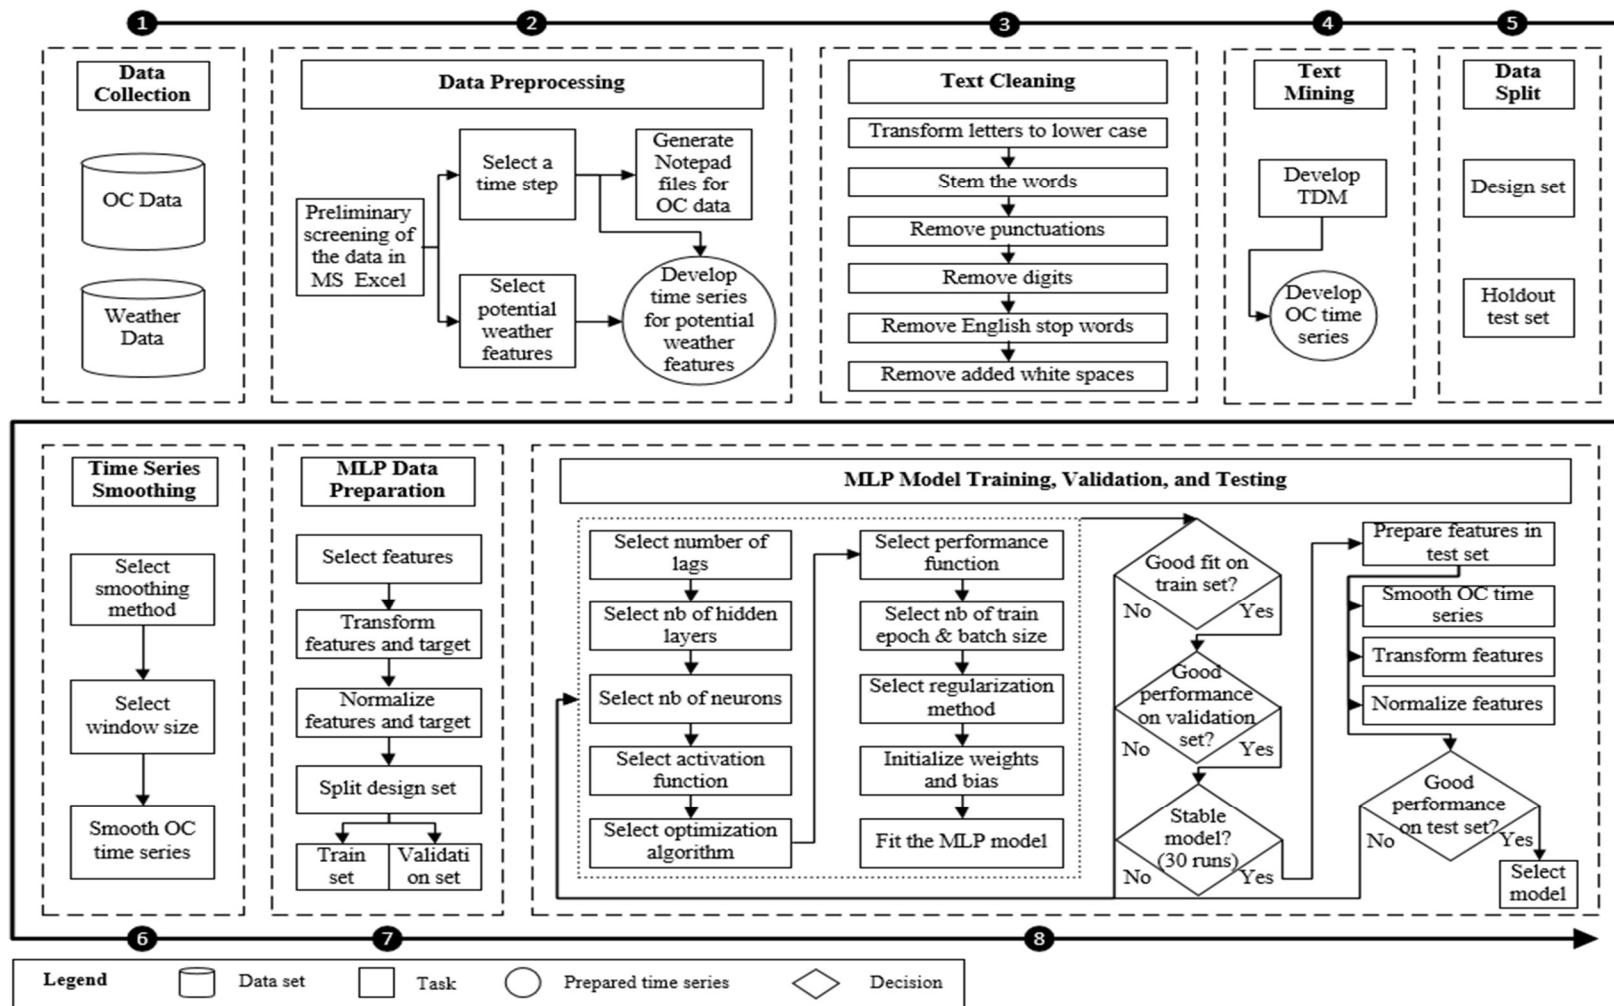 1
2
3
4
5
Data
Collection
OC Data
Weather
Data
Data Preprocessing
Preliminary
screening of
the data in
MS Excel
Select a
time step
Generate
Notepad
files for
OC data
Select
potential
weather
features
Develop
time series
for potential
weather
features
Text Cleaning
Transform letters to lower case
Stem the words
Remove punctuations
Remove digits
Remove English stop words
Remove added white spaces
Text
Mining
Develop
TDM
Develop
OC time
series
Data
Split
Design set
Holdout
test set
Time Series
Smoothing
Select
smoothing
method
Select
window size
Smooth OC
time series
MLP Data
Preparation
Select features
Transform
features and target
Normalize
features and target
Split design set
Train
set
Validati
on set
MLP Model Training, Validation, and Testing
Select number of
lags
Select nb of hidden
layers
Select nb of neurons
Select activation
function
Select optimization
algorithm
Select performance
function
Select nb of train
epoch & batch size
Select regularization
method
Initialize weights
and bias
Fit the MLP model
Good fit on
train set?
No
Yes
Good
performance
on validation
set?
No
Yes
Stable
model?
(30 runs)
No
Yes
Prepare features in
test set
Smooth OC time
series
Transform features
Normalize features
Good
performance
on test set?
No
Yes
Select
model
6
7
8
Legend
Data set
Task
Prepared time series
Decision